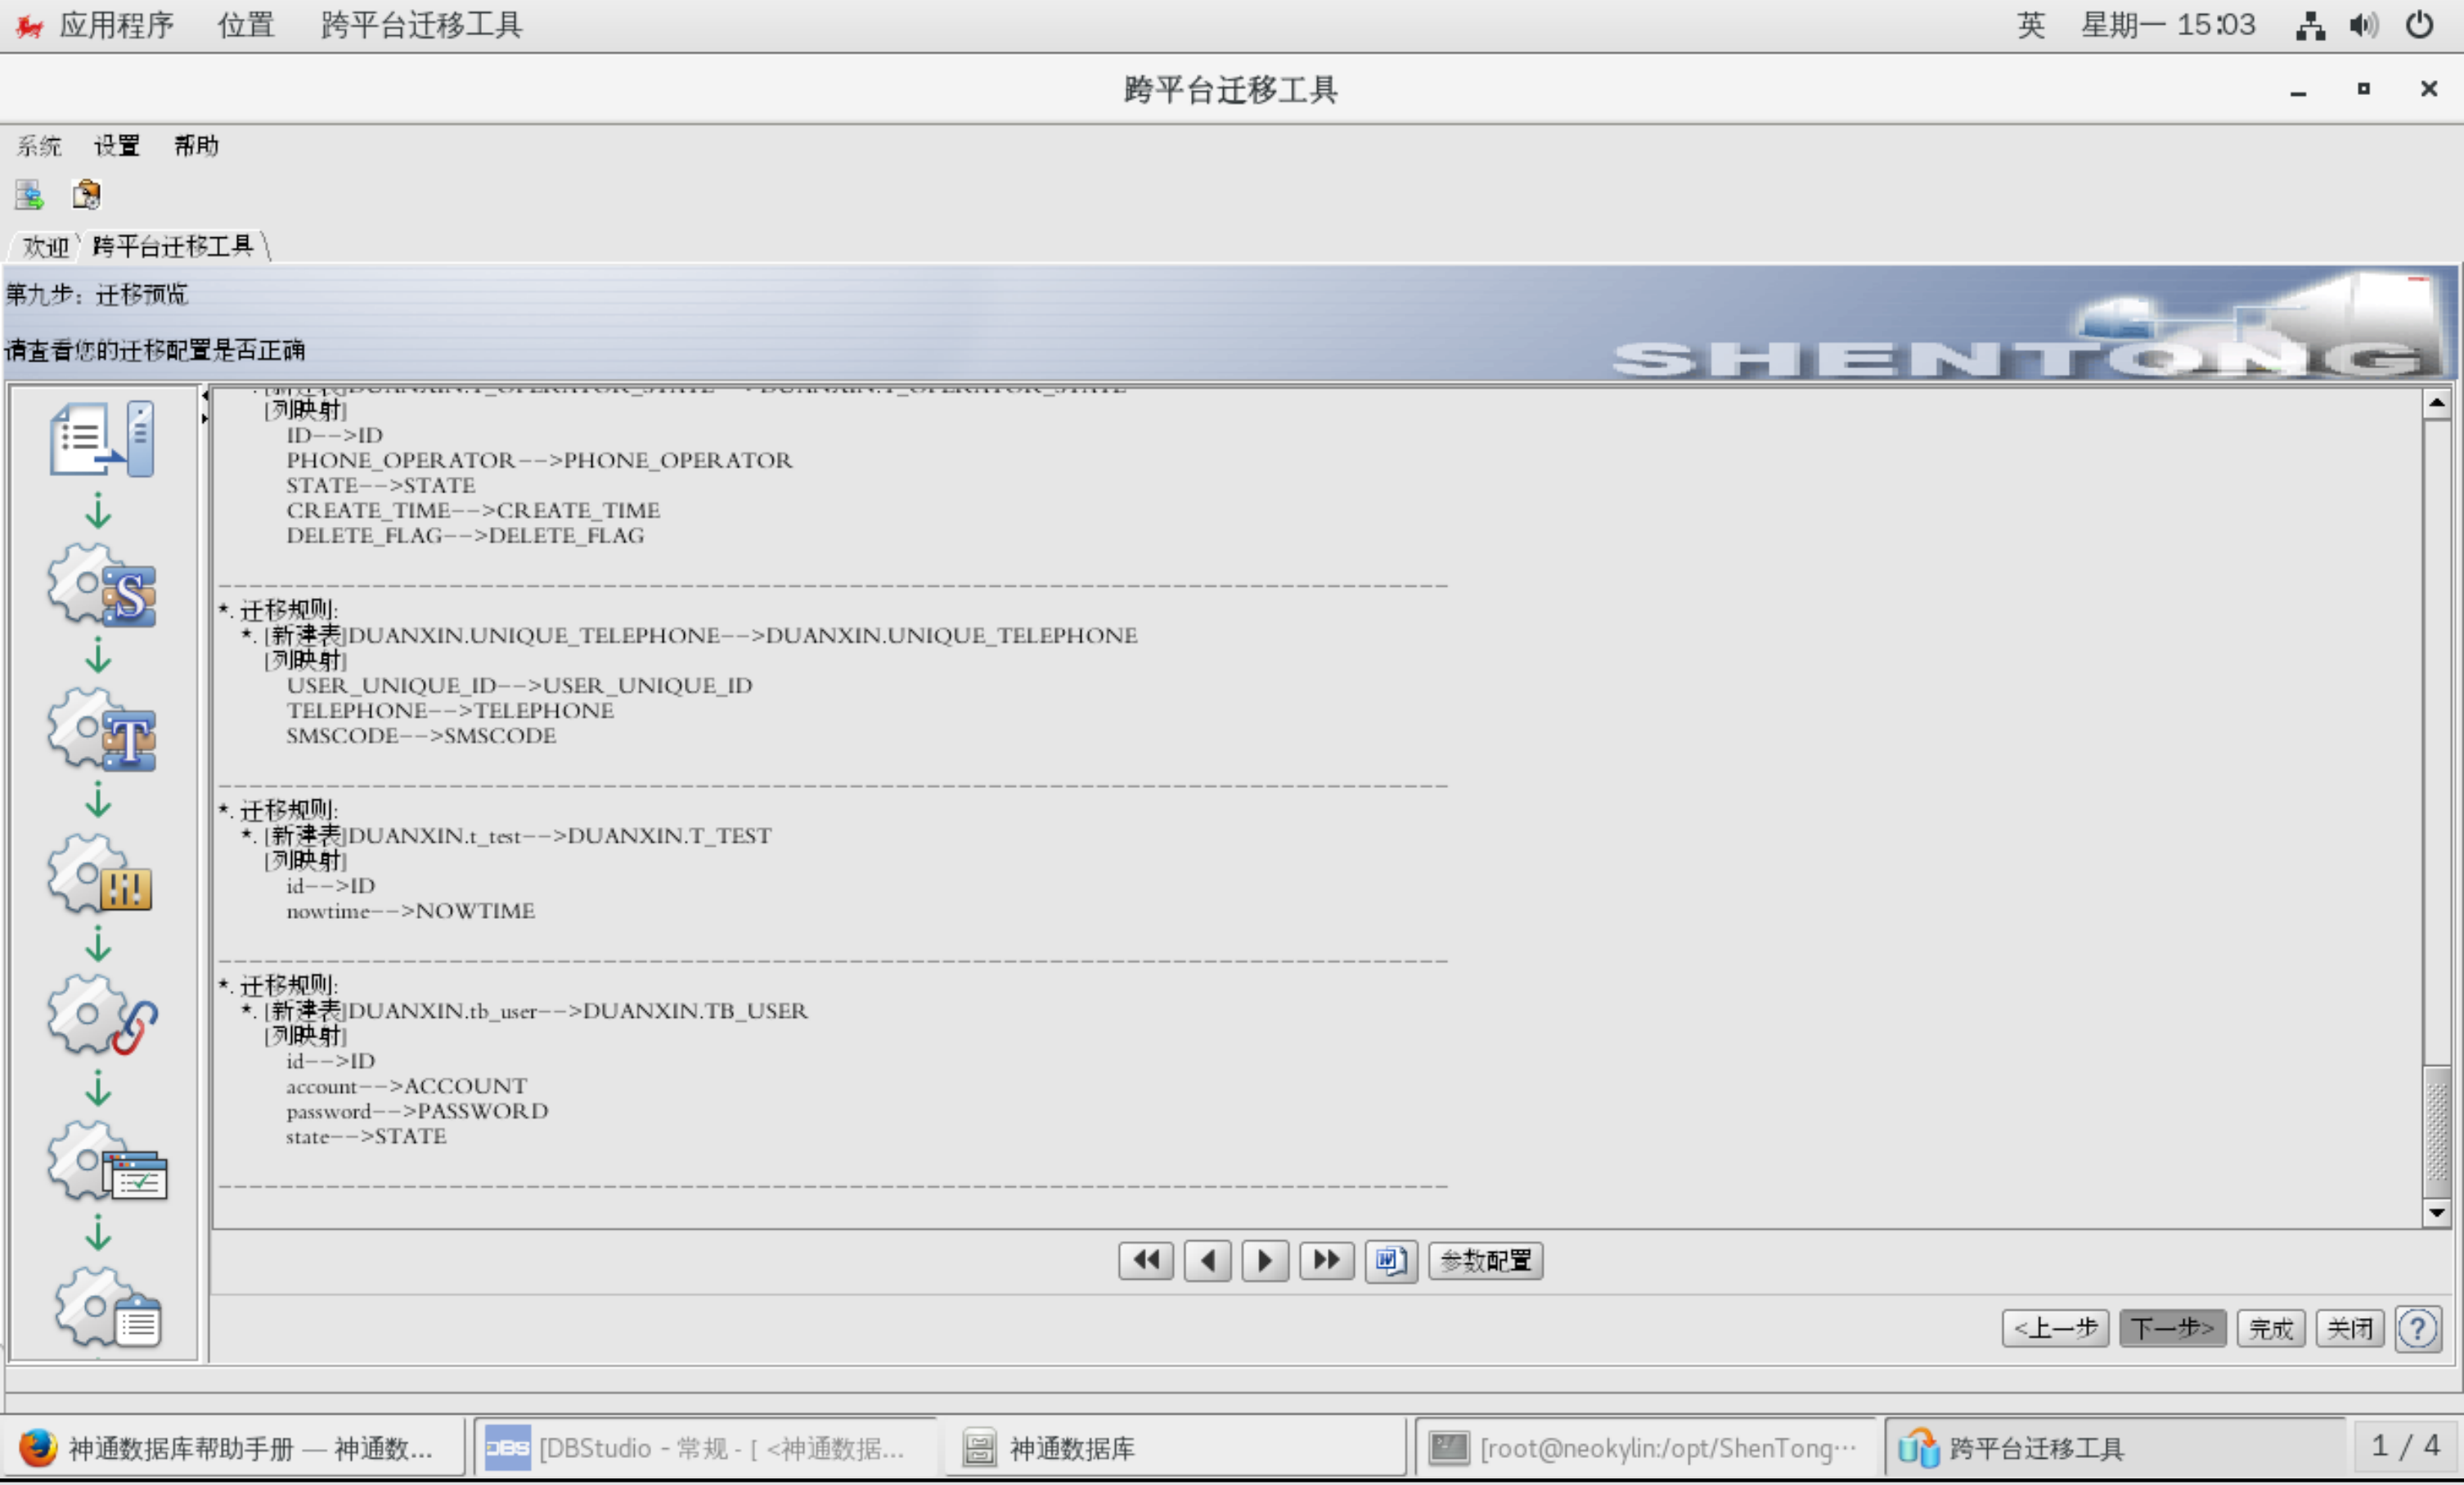 应用程序 位置 跨平台迁移工具 英 星期一 15:03
跨平台迁移工具
系统 设置 帮助
欢迎 跨平台迁移工具
第九步：迁移预览
请查看您的迁移配置是否正确
SHENTONG
*. [新建表]DUANXIN.T_OPERATOR_STATE-->DUANXIN.T_OPERATOR_STATE
[列映射]
ID-->ID
PHONE_OPERATOR-->PHONE_OPERATOR
STATE-->STATE
CREATE_TIME-->CREATE_TIME
DELETE_FLAG-->DELETE_FLAG
*. 迁移规则:
*. [新建表]DUANXIN.UNIQUE_TELEPHONE-->DUANXIN.UNIQUE_TELEPHONE
[列映射]
USER_UNIQUE_ID-->USER_UNIQUE_ID
TELEPHONE-->TELEPHONE
SMSCODE-->SMSCODE
*. 迁移规则:
*. [新建表]DUANXIN.t_test-->DUANXIN.T_TEST
[列映射]
id-->ID
nowtime-->NOWTIME
*. 迁移规则:
*. [新建表]DUANXIN.tb_user-->DUANXIN.TB_USER
[列映射]
id-->ID
account-->ACCOUNT
password-->PASSWORD
state-->STATE
参数配置
<上一步 下一步> 完成 关闭 ?
神通数据库帮助手册 — 神通数... [DBStudio - 常规 - [ <神通数据... 神通数据库 [root@neokylin:/opt/ShenTong… 跨平台迁移工具 1 / 4